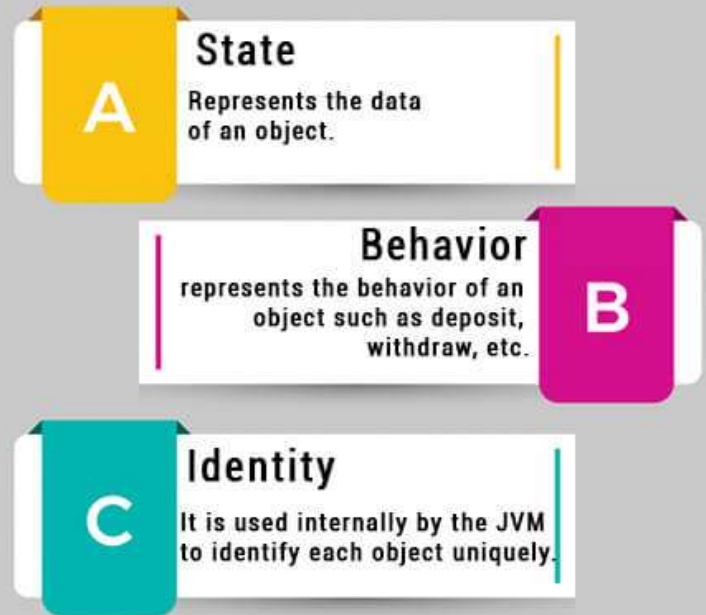 A
State
Represents the data
of an object.
Behavior
represents the behavior of an
object such as deposit,
withdraw, etc.
B
C
Identity
It is used internally by the JVM
to identify each object uniquely.